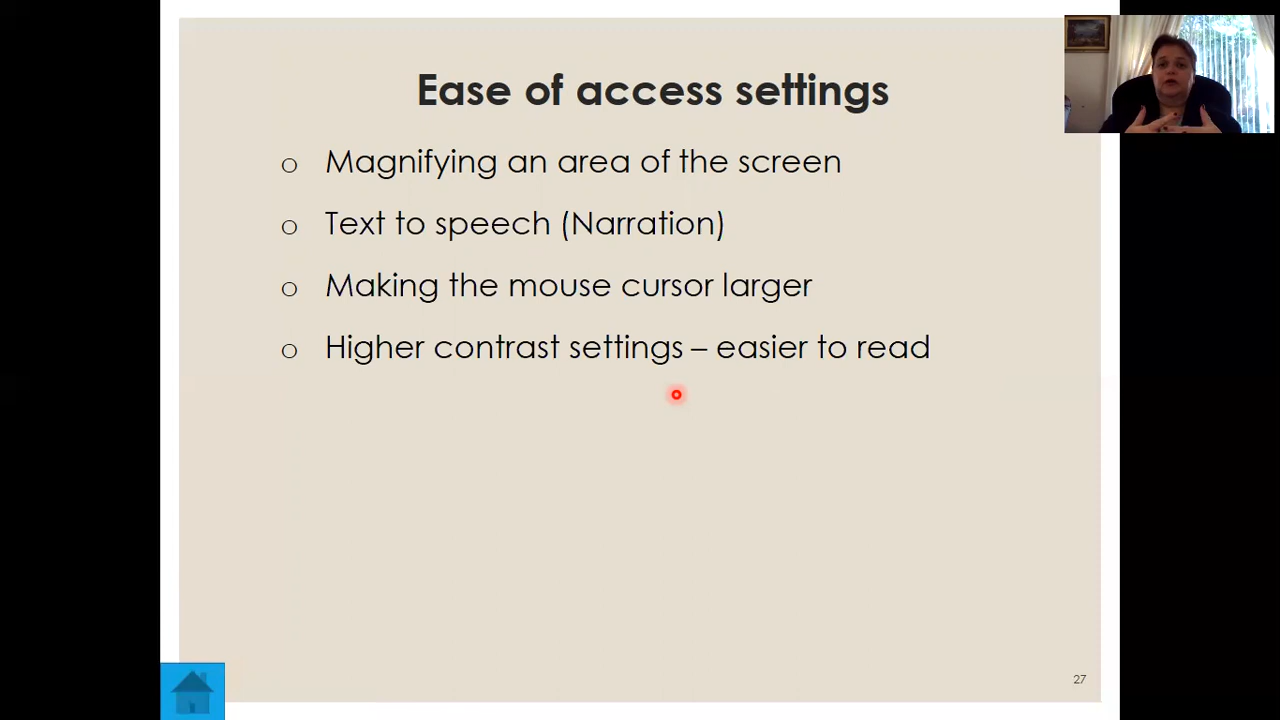 Ease of access settings
o Magnifying an area of the screen
o Text to speech (Narration)
o Making the mouse cursor larger
o Higher contrast settings – easier to read
27